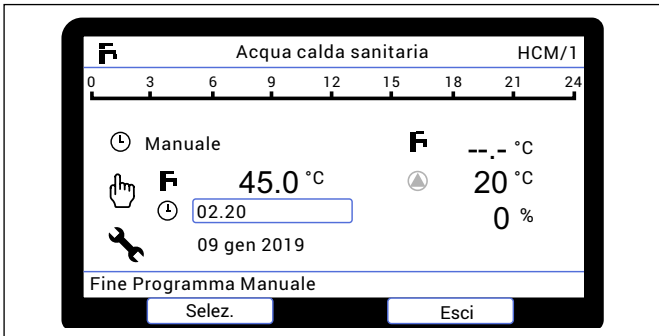 Acqua calda sanitaria HCM/1
0 3 6 9 12 15 18 21 24
Manuale --.- °C
45.0 °C 20 °C
02.20 0 %
09 gen 2019
Fine Programma Manuale
Selez. Esci